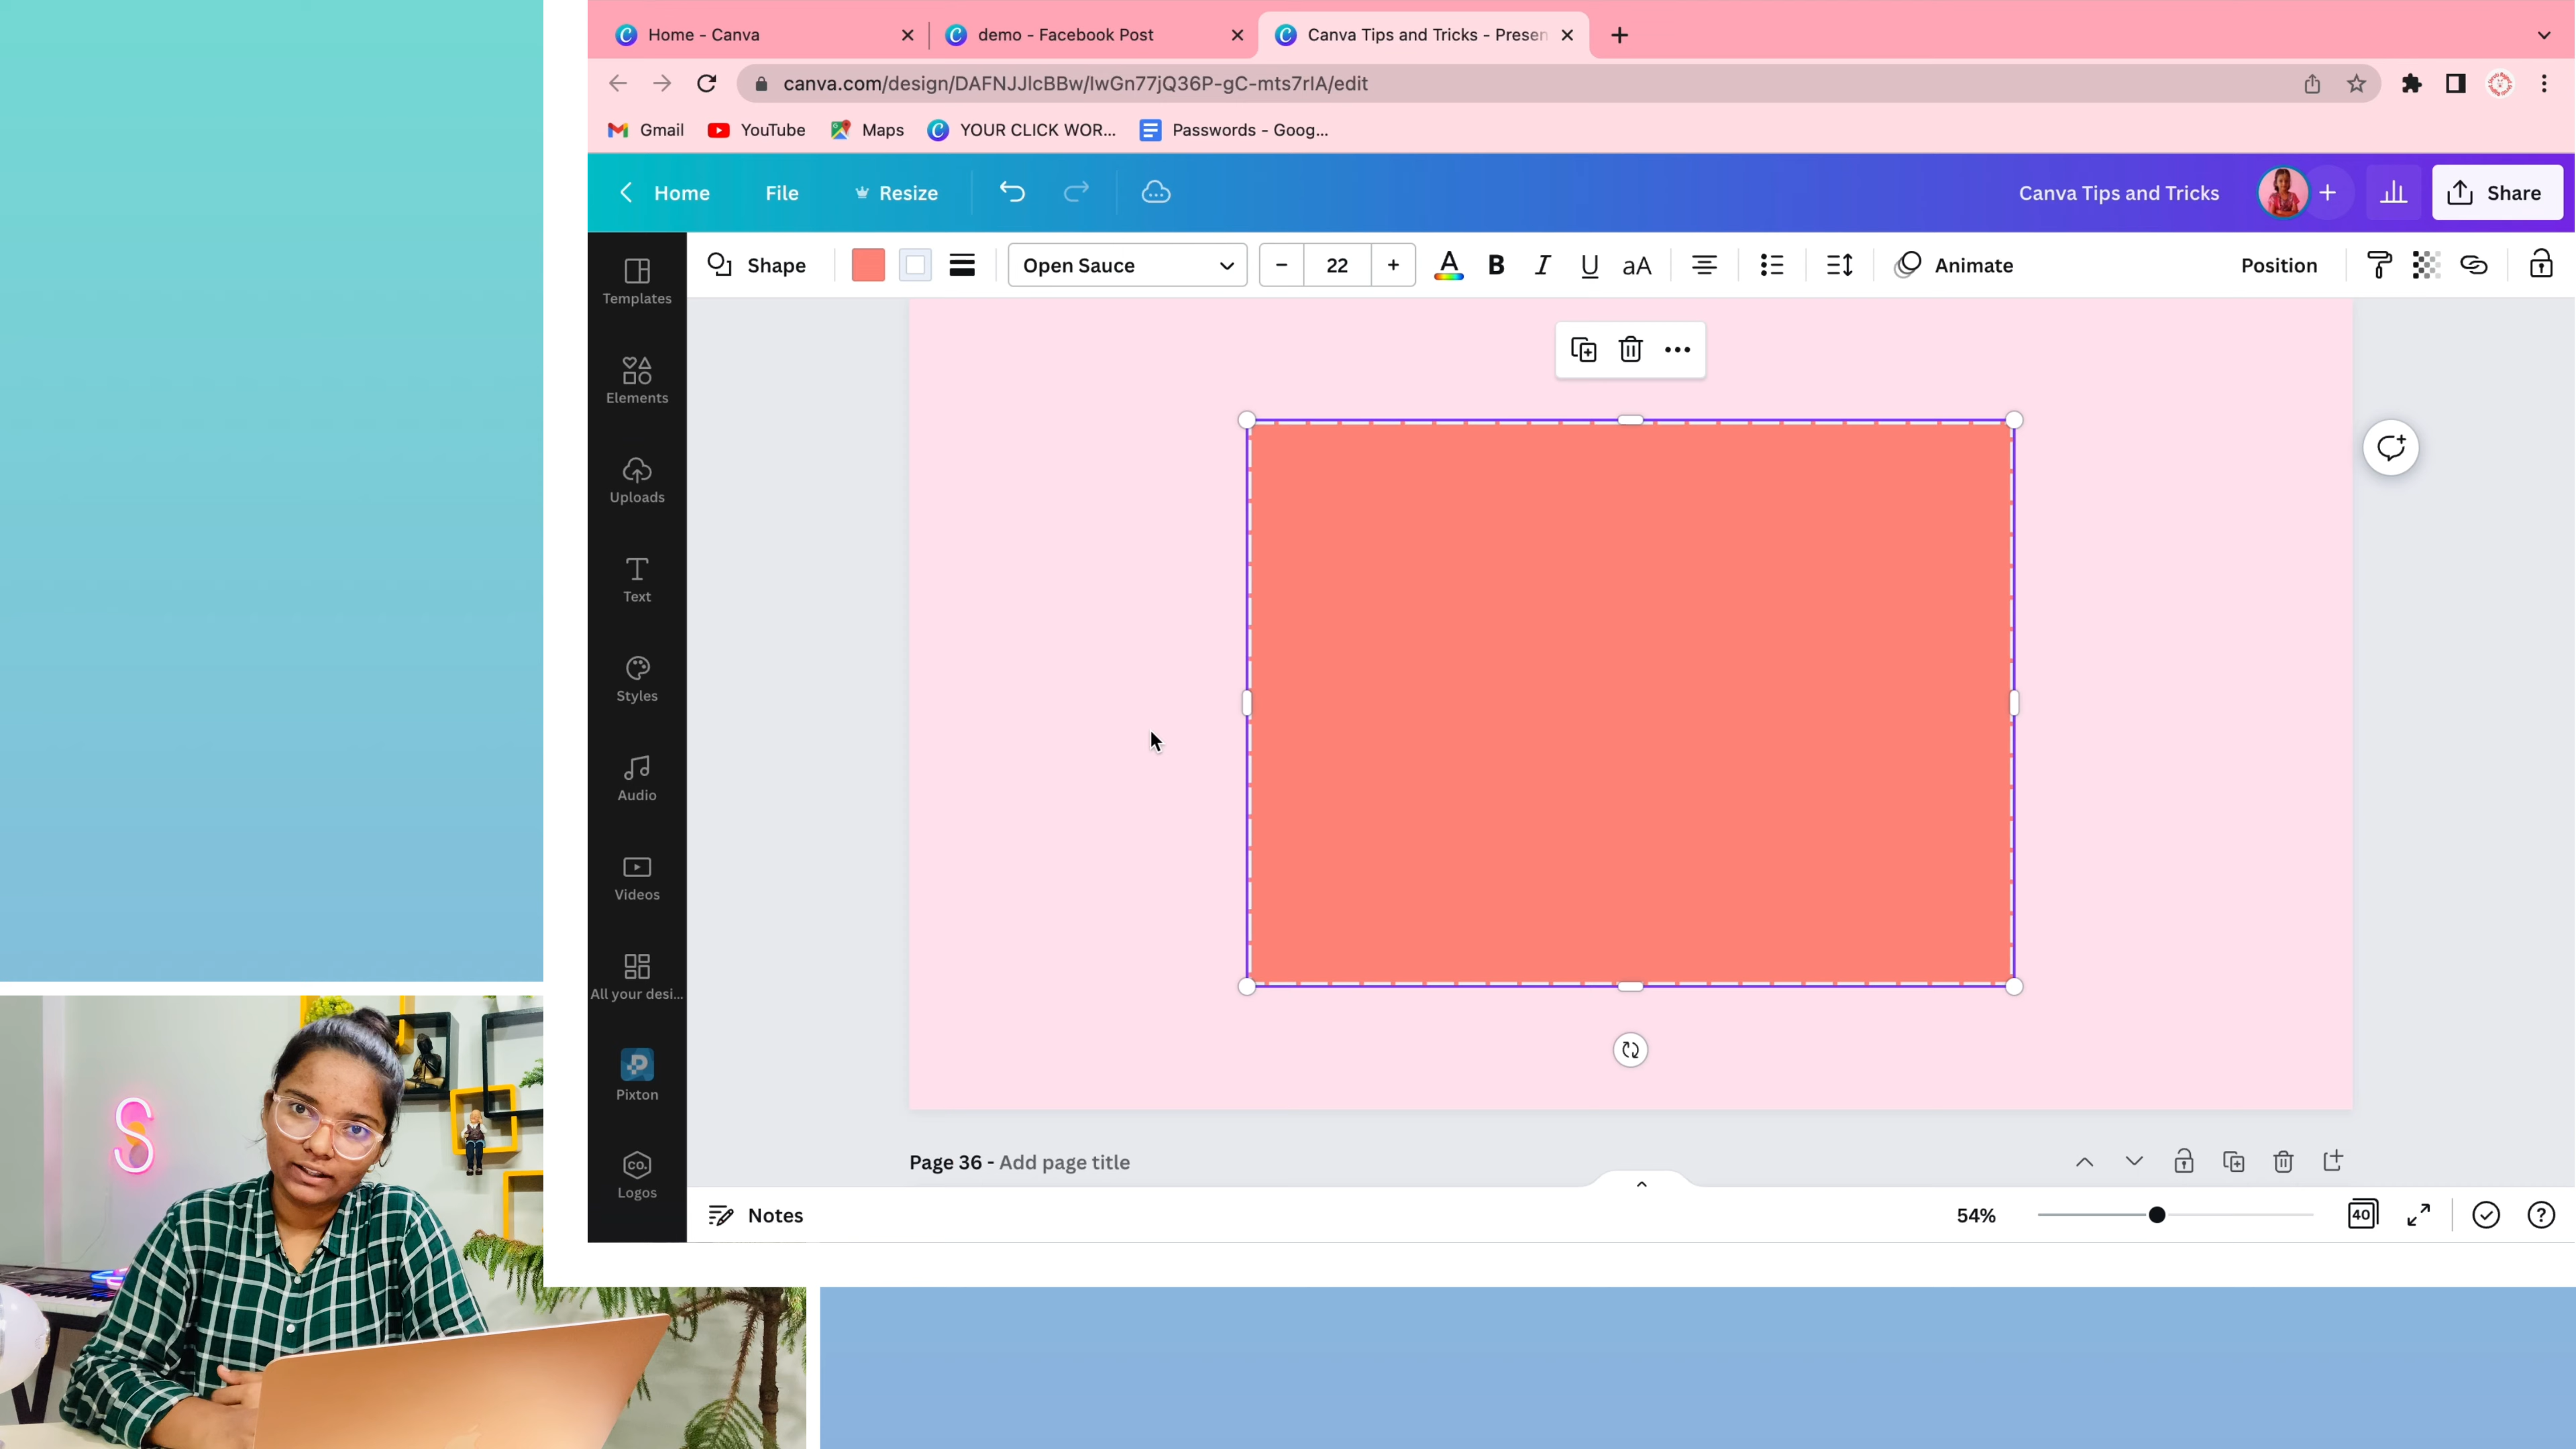 Home - Canva
demo - Facebook Post
Canva Tips and Tricks - Presen
canva.com/design/DAFNJJlcBBw/lwGn77jQ36P-gC-mts7rlA/edit
Gmail
YouTube
Maps
YOUR CLICK WOR...
Passwords - Goog...
Home
File
Resize
Canva Tips and Tricks
Share
Shape
Open Sauce
22
A
B
I
U
aA
Animate
Position
Templates
Elements
Uploads
Text
Styles
Audio
Videos
All your desi...
Pixton
CO.
Logos
S
Page 36 - Add page title
Notes
54%
40